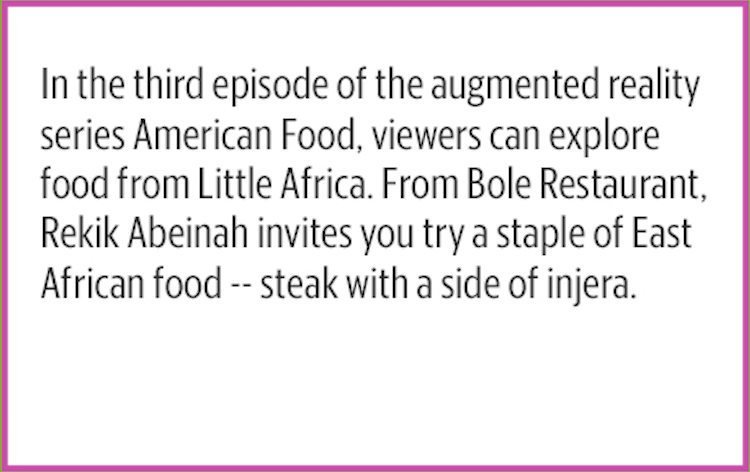 In the third episode of the augmented reality
series American Food, viewers can explore
food from Little Africa. From Bole Restaurant,
Rekik Abeinah invites you try a staple of East
African food -- steak with a side of injera.